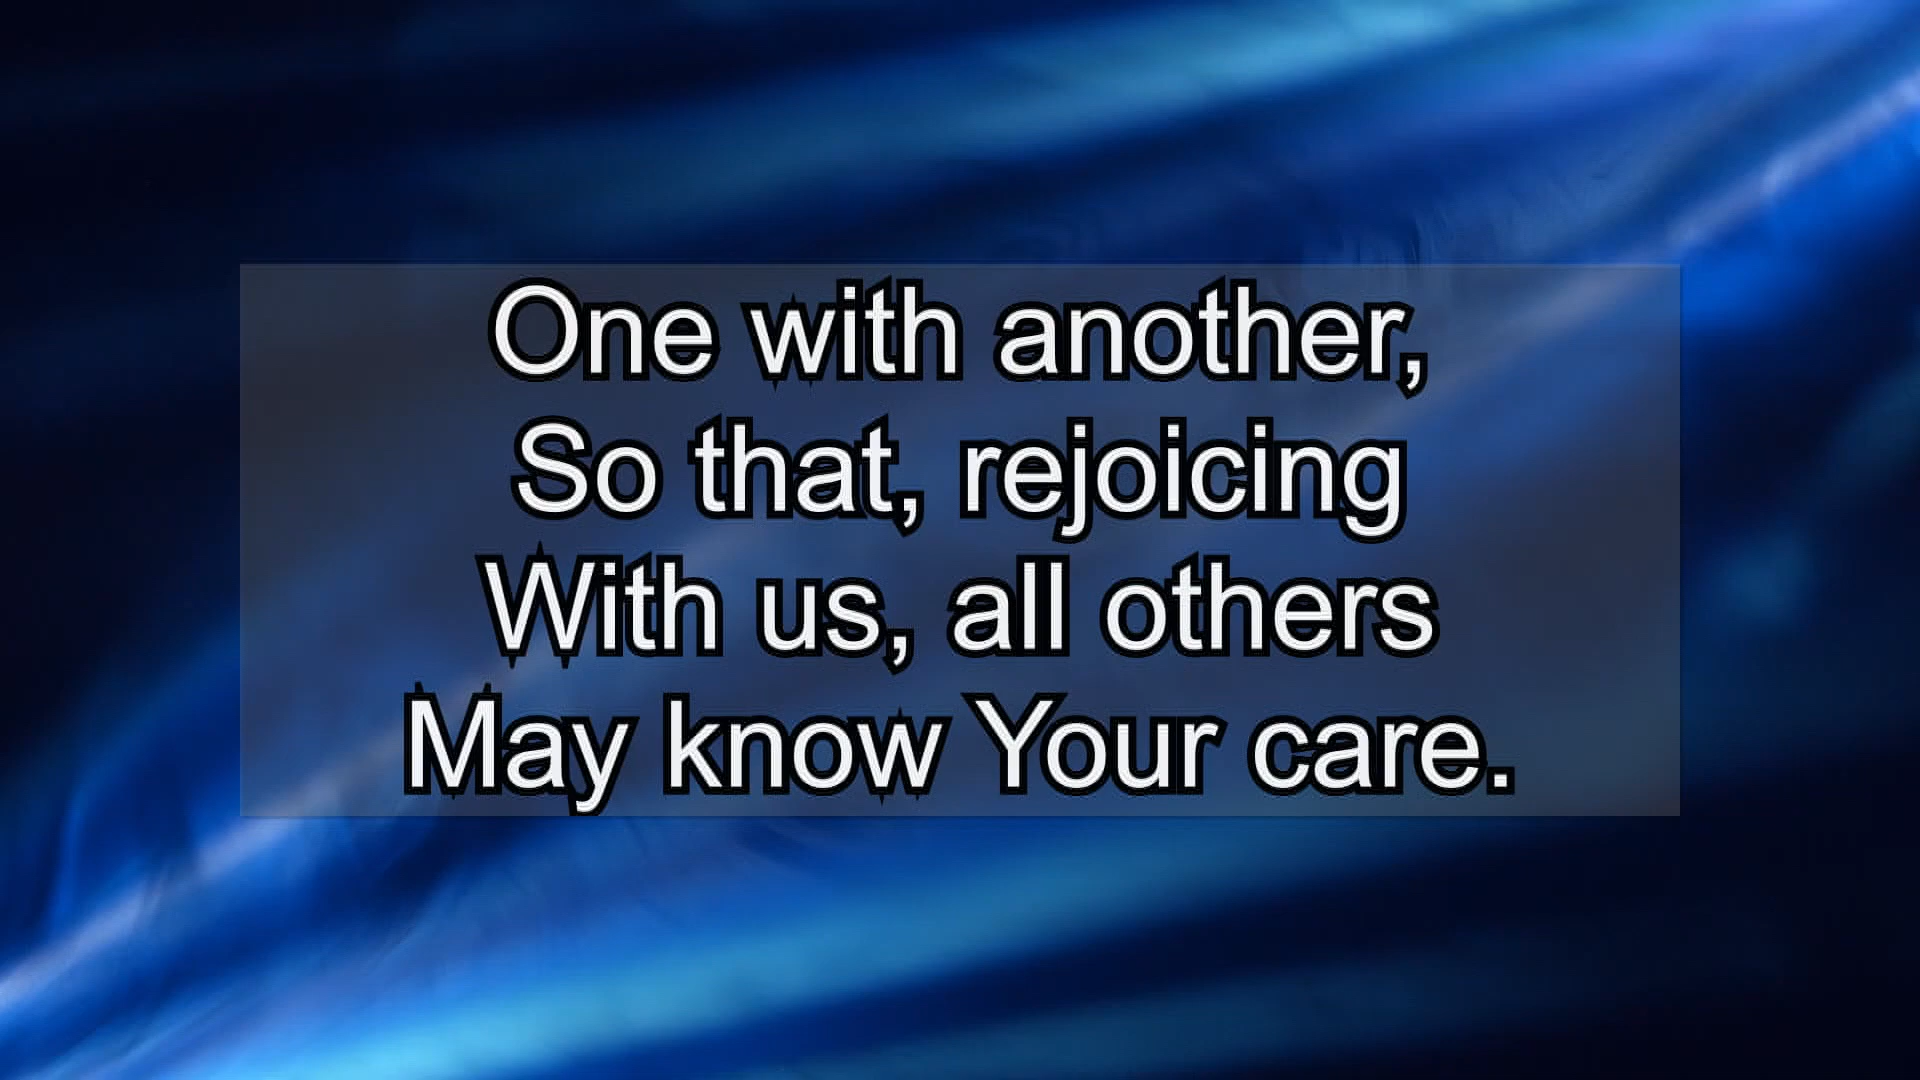 One with another,
So that, rejoicing
With us, all others
May know Your care.